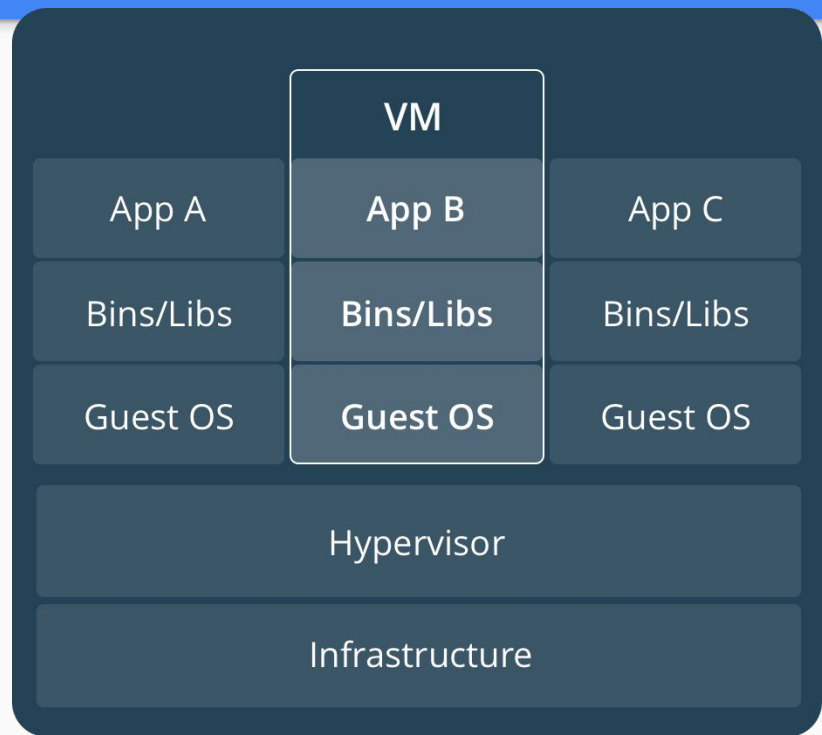 VM
App A App B App C
Bins/Libs Bins/Libs Bins/Libs
Guest OS Guest OS Guest OS
Hypervisor
Infrastructure